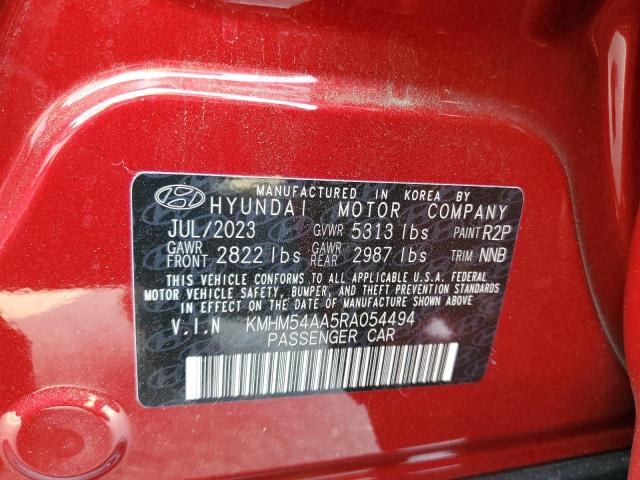 MANUFACTURED IN KOREA BY
HYUNDAI MOTOR COMPANY
JUL/2023 GVWR 5313 lbs PAINT R2P
GAWR FRONT 2822 lbs GAWR REAR 2987 lbs TRIM NNB
THIS VEHICLE CONFORMS TO ALL APPLICABLE U.S.A. FEDERAL
MOTOR VEHICLE SAFETY, BUMPER, AND THEFT PREVENTION STANDARDS
IN EFFECT ON THE DATE OF MANUFACTURE SHOWN ABOVE.
V.I.N KMHM54AA5RA054494
PASSENGER CAR